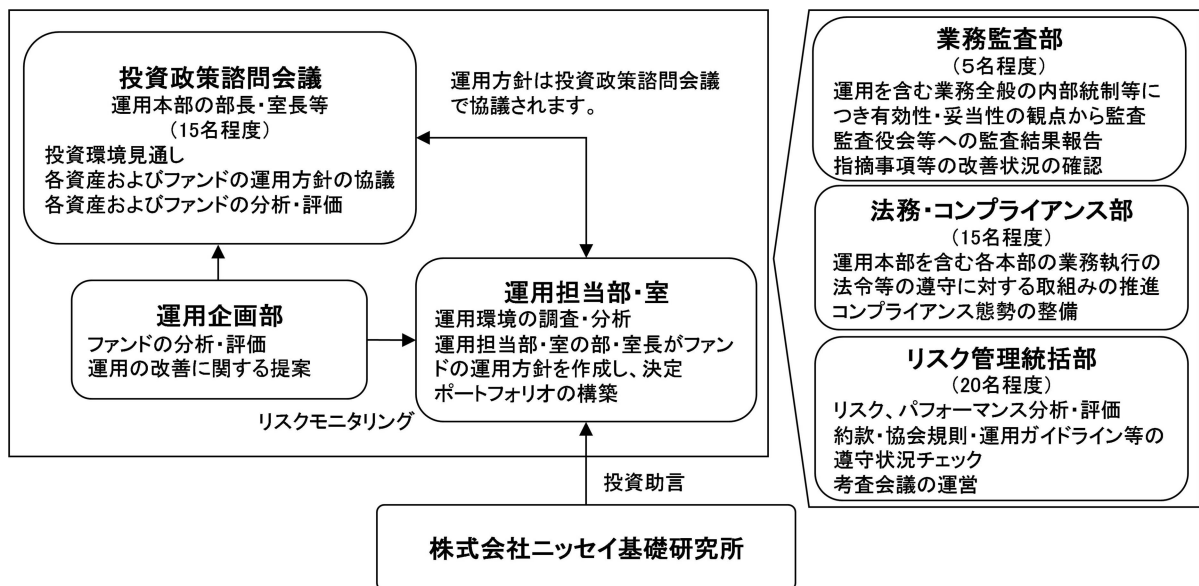 投資政策諮問会議
運用本部の部長・室長等
(15名程度)
投資環境見通し
各資産およびファンドの運用方針の協議
各資産およびファンドの分析・評価
運用方針は投資政策諮問会議
で協議されます。
運用企画部
ファンドの分析・評価
運用の改善に関する提案
運用担当部・室
運用環境の調査・分析
運用担当部・室の部・室長がファン
ドの運用方針を作成し、決定
ポートフォリオの構築
リスクモニタリング
投資助言
株式会社ニッセイ基礎研究所
業務監査部
(5名程度)
運用を含む業務全般の内部統制等に
つき有効性・妥当性の観点から監査
監査役会等への監査結果報告
指摘事項等の改善状況の確認
法務・コンプライアンス部
(15名程度)
運用本部を含む各本部の業務執行の
法令等の遵守に対する取組みの推進
コンプライアンス態勢の整備
リスク管理統括部
(20名程度)
リスク、パフォーマンス分析・評価
約款・協会規則・運用ガイドライン等の
遵守状況チェック
考査会議の運営